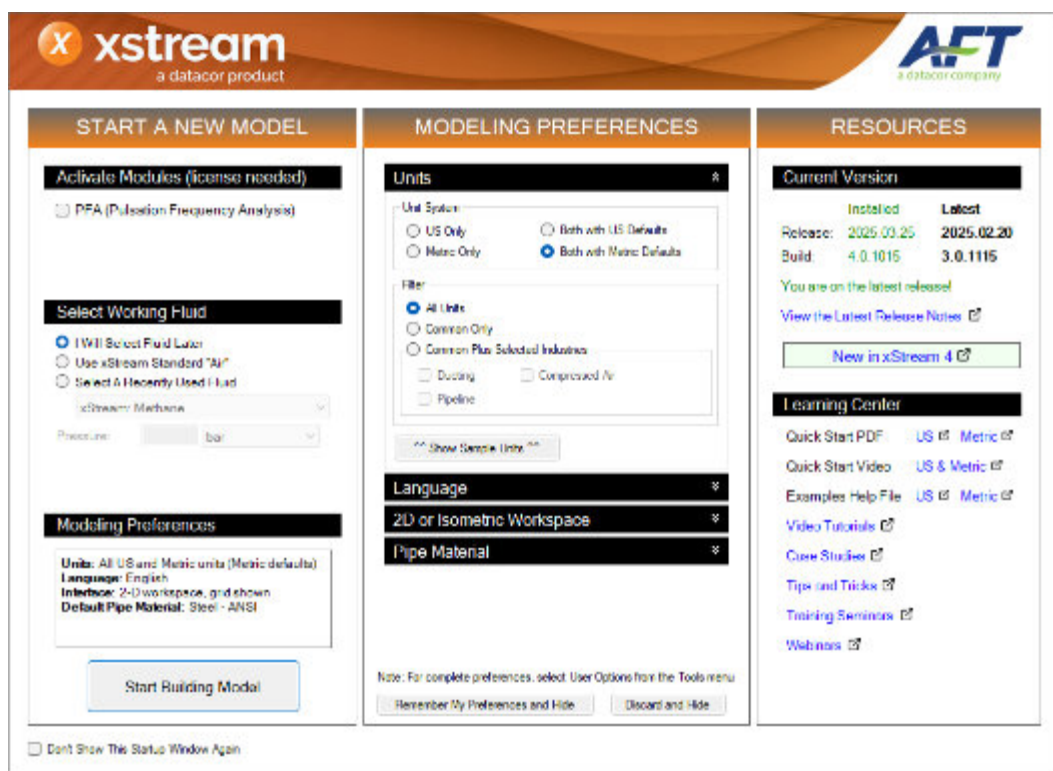 xstream
a datacor product
AFT
a datacor company
START A NEW MODEL
Activate Modules (license needed)
PFA (Pulsation Frequency Analysis)
Select Working Fluid
I Will Select Fluid Later
Use xStream Standard "Air"
Select A Recently Used Fluid
xStream: Methane
Pressure: bar
Modeling Preferences
Units: All US and Metric units (Metric defaults)
Language: English
Interface: 2-D workspace, grid shown
Default Pipe Material: Steel - ANSI
Start Building Model
Don't Show This Startup Window Again
MODELING PREFERENCES
Units
Unit System
US Only
Both with US Defaults
Metric Only
Both with Metric Defaults
Filter
All Units
Common Only
Common Plus Selected Industries
Ducting
Compressed Air
Pipeline
^^ Show Sample Units ^^
Language
2D or Isometric Workspace
Pipe Material
Note: For complete preferences, select User Options from the Tools menu
Remember My Preferences and Hide
Discard and Hide
RESOURCES
Current Version
Installed Latest
Release: 2025.03.25 2025.02.20
Build: 4.0.1015 3.0.1115
You are on the latest release!
View the Latest Release Notes
New in xStream 4
Learning Center
Quick Start PDF US Metric
Quick Start Video US & Metric
Examples Help File US Metric
Video Tutorials
Case Studies
Tips and Tricks
Training Seminars
Webinars